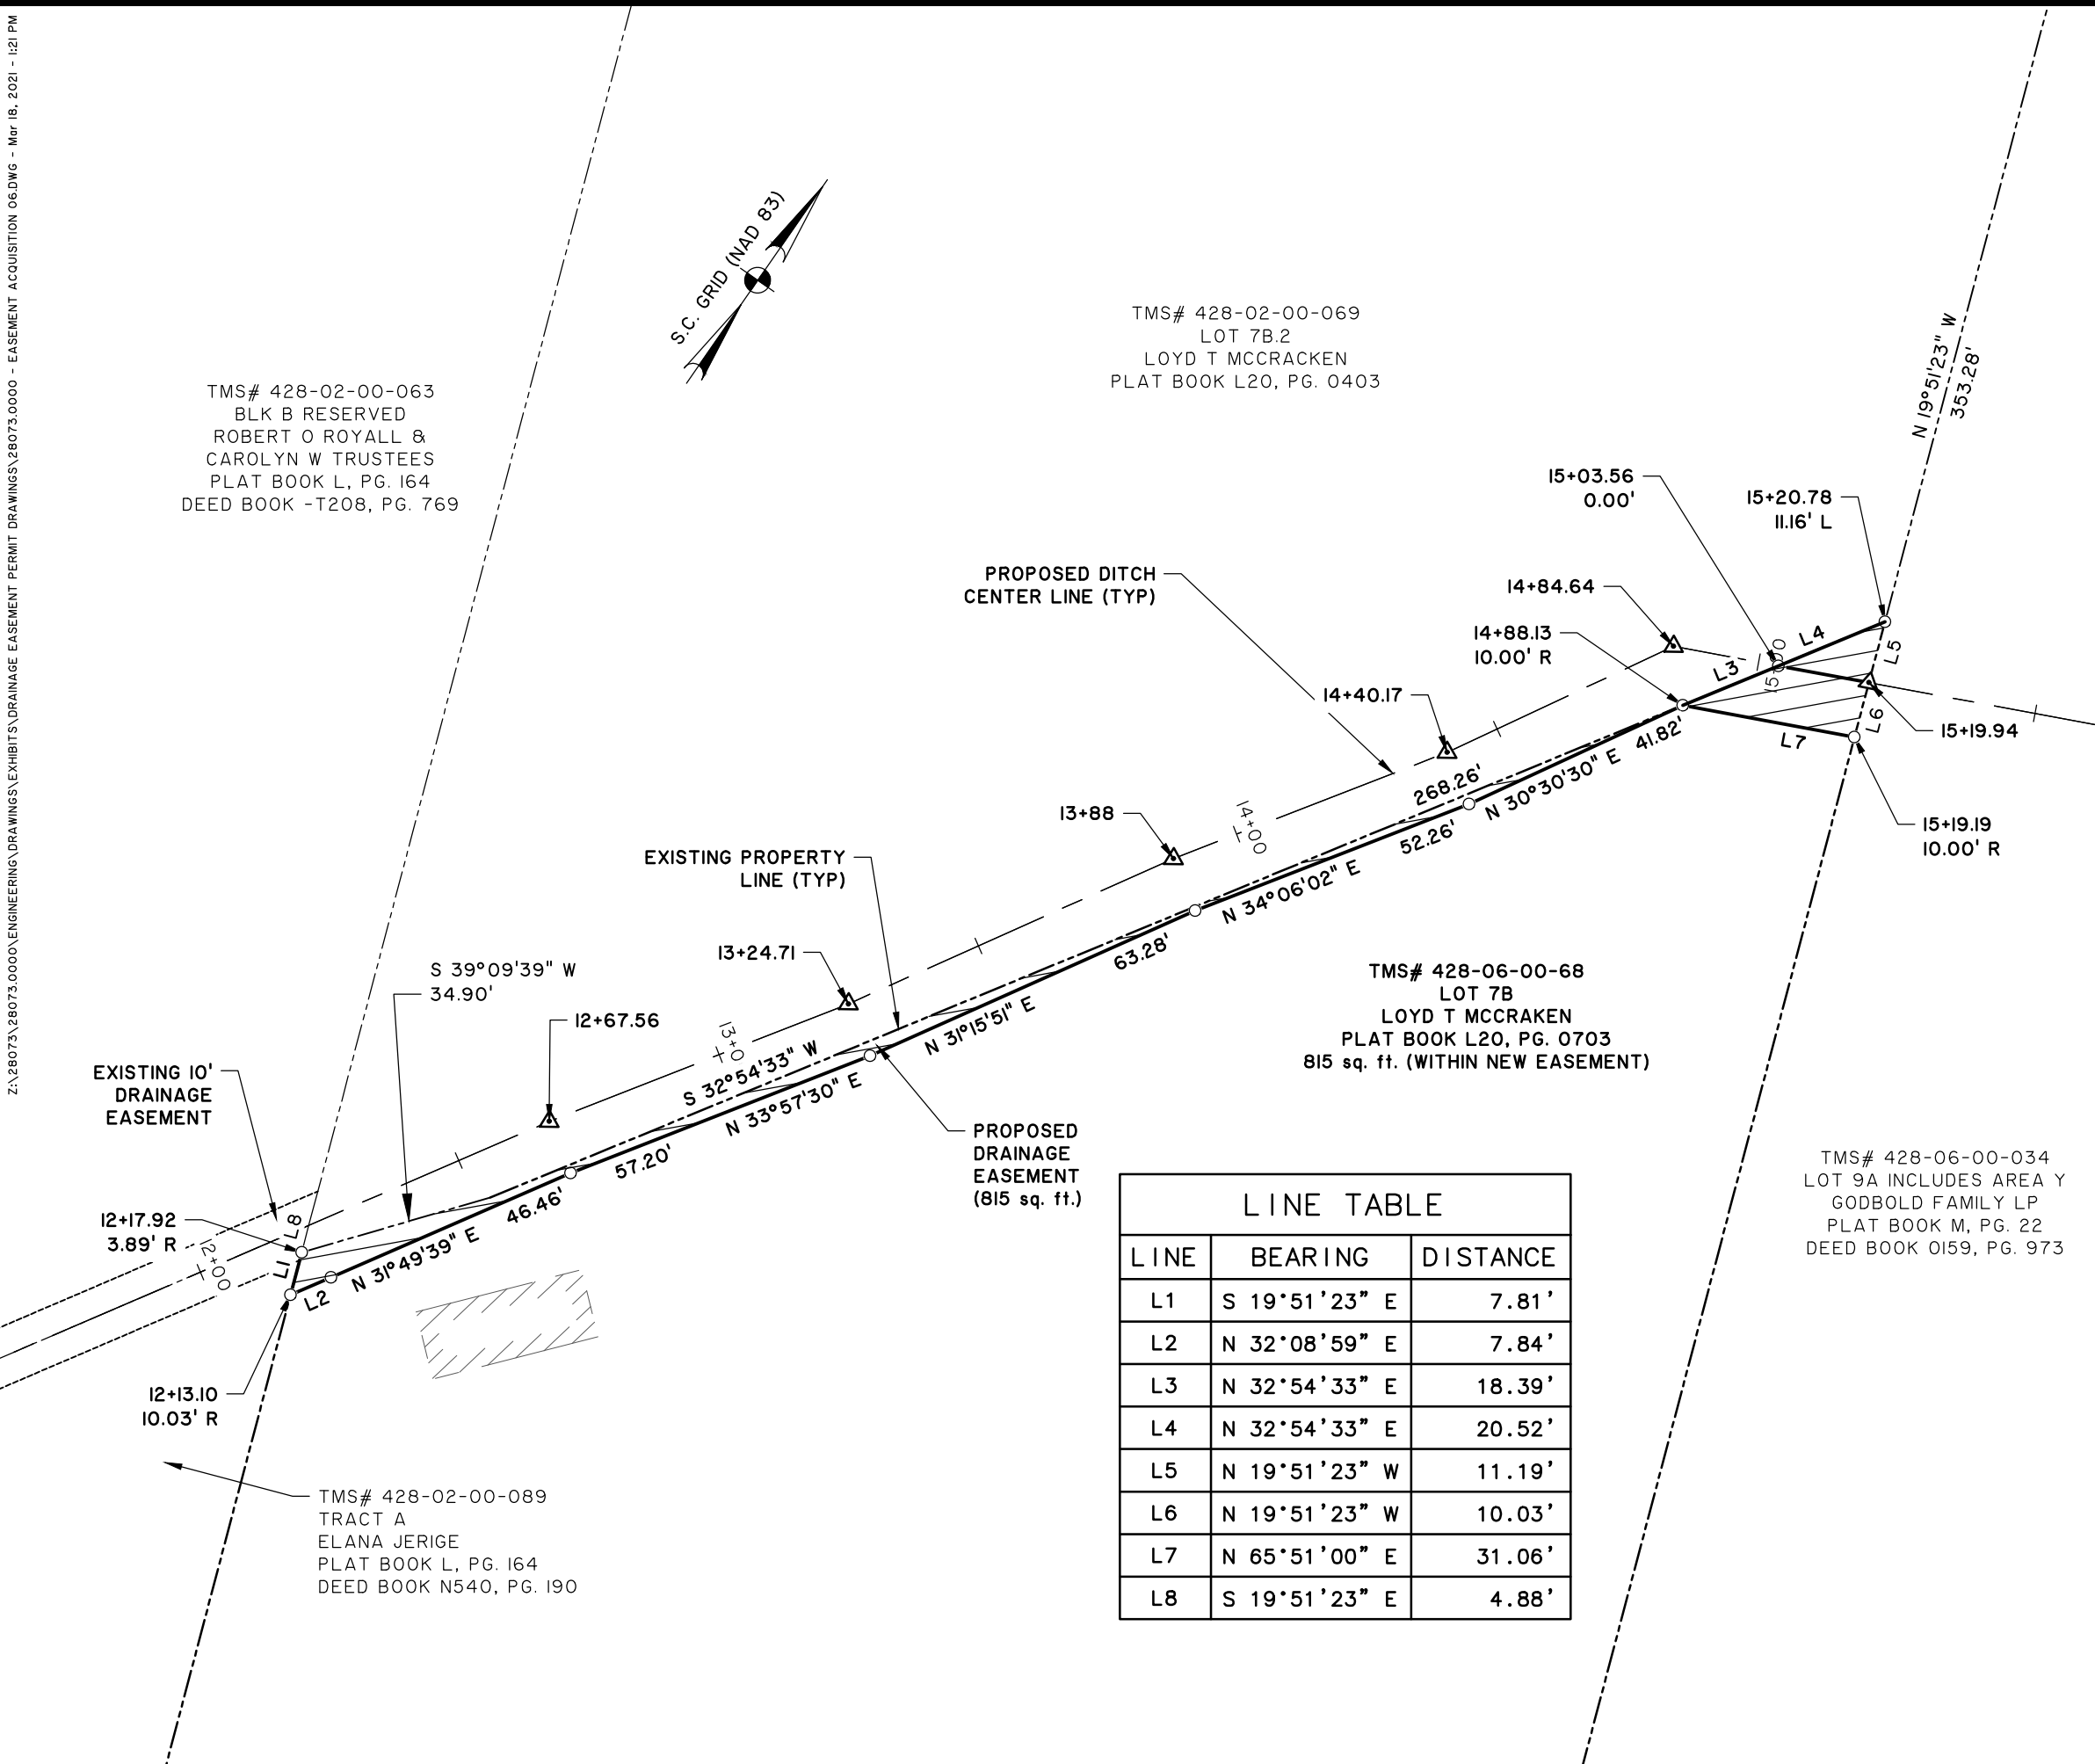 Z:\28073\28073.0000\ENGINEERING\DRAWINGS\EXHIBITS\DRAINAGE EASEMENT PERMIT DRAWINGS\28073.0000 - EASEMENT ACQUISITION 06.DWG - Mar 18, 2021 - 1:21 PM
S.C. GRID (NAD 83)
TMS# 428-02-00-063
BLK B RESERVED
ROBERT O ROYALL &
CAROLYN W TRUSTEES
PLAT BOOK L, PG. 164
DEED BOOK -T208, PG. 769
TMS# 428-02-00-069
LOT 7B.2
LOYD T MCCRACKEN
PLAT BOOK L20, PG. 0403
N 19°51'23" W
353.28'
15+03.56
0.00'
15+20.78
11.16' L
PROPOSED DITCH
CENTER LINE (TYP)
14+84.64
14+88.13
10.00' R
14+40.17
L3
L4
L5
L6
L7
15+19.94
15+19.19
10.00' R
41.82'
N 30°30'30" E
268.26'
52.26'
N 34°06'02" E
13+88
14+00
EXISTING PROPERTY
LINE (TYP)
13+24.71
63.28'
N 31°15'51" E
S 39°09'39" W
34.90'
12+67.56
13+0
S 32°54'33" W
N 33°57'30" E
57.20'
46.46'
N 31°49'39" E
EXISTING 10'
DRAINAGE
EASEMENT
12+17.92
3.89' R
2+00
L8
L1
L2
12+13.10
10.03' R
PROPOSED
DRAINAGE
EASEMENT
(815 sq. ft.)
TMS# 428-06-00-68
LOT 7B
LOYD T MCCRAKEN
PLAT BOOK L20, PG. 0703
815 sq. ft. (WITHIN NEW EASEMENT)
TMS# 428-06-00-034
LOT 9A INCLUDES AREA Y
GODBOLD FAMILY LP
PLAT BOOK M, PG. 22
DEED BOOK 0159, PG. 973
TMS# 428-02-00-089
TRACT A
ELANA JERIGE
PLAT BOOK L, PG. 164
DEED BOOK N540, PG. 190
LINE TABLE
LINE BEARING DISTANCE
L1 S 19°51'23" E 7.81'
L2 N 32°08'59" E 7.84'
L3 N 32°54'33" E 18.39'
L4 N 32°54'33" E 20.52'
L5 N 19°51'23" W 11.19'
L6 N 19°51'23" W 10.03'
L7 N 65°51'00" E 31.06'
L8 S 19°51'23" E 4.88'